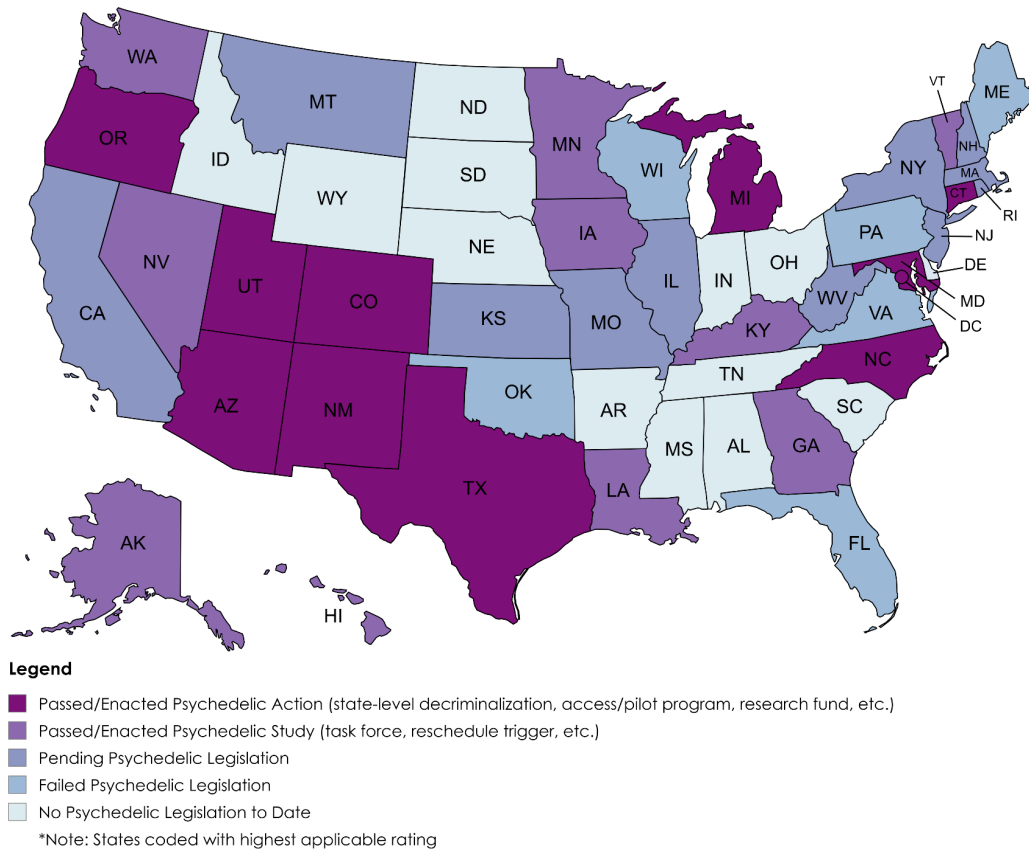 WA
OR
ID
MT
ND
SD
WY
NE
MN
WI
MI
IA
NV
UT
CO
CA
KS
MO
IL
IN
OH
KY
WV
VA
PA
NY
VT
NH
ME
MA
CT
RI
NJ
DE
MD
DC
AZ
NM
OK
AR
TN
NC
SC
GA
AL
MS
LA
TX
FL
AK
HI
Legend
Passed/Enacted Psychedelic Action (state-level decriminalization, access/pilot program, research fund, etc.)
Passed/Enacted Psychedelic Study (task force, reschedule trigger, etc.)
Pending Psychedelic Legislation
Failed Psychedelic Legislation
No Psychedelic Legislation to Date
*Note: States coded with highest applicable rating